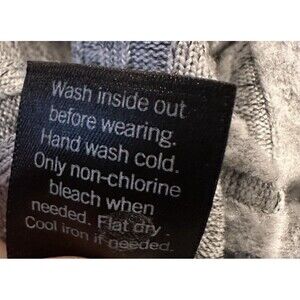 Wash inside out
before wearing.
Hand wash cold.
Only non-chlorine
bleach when
needed. Flat dry.
Cool iron if needed.